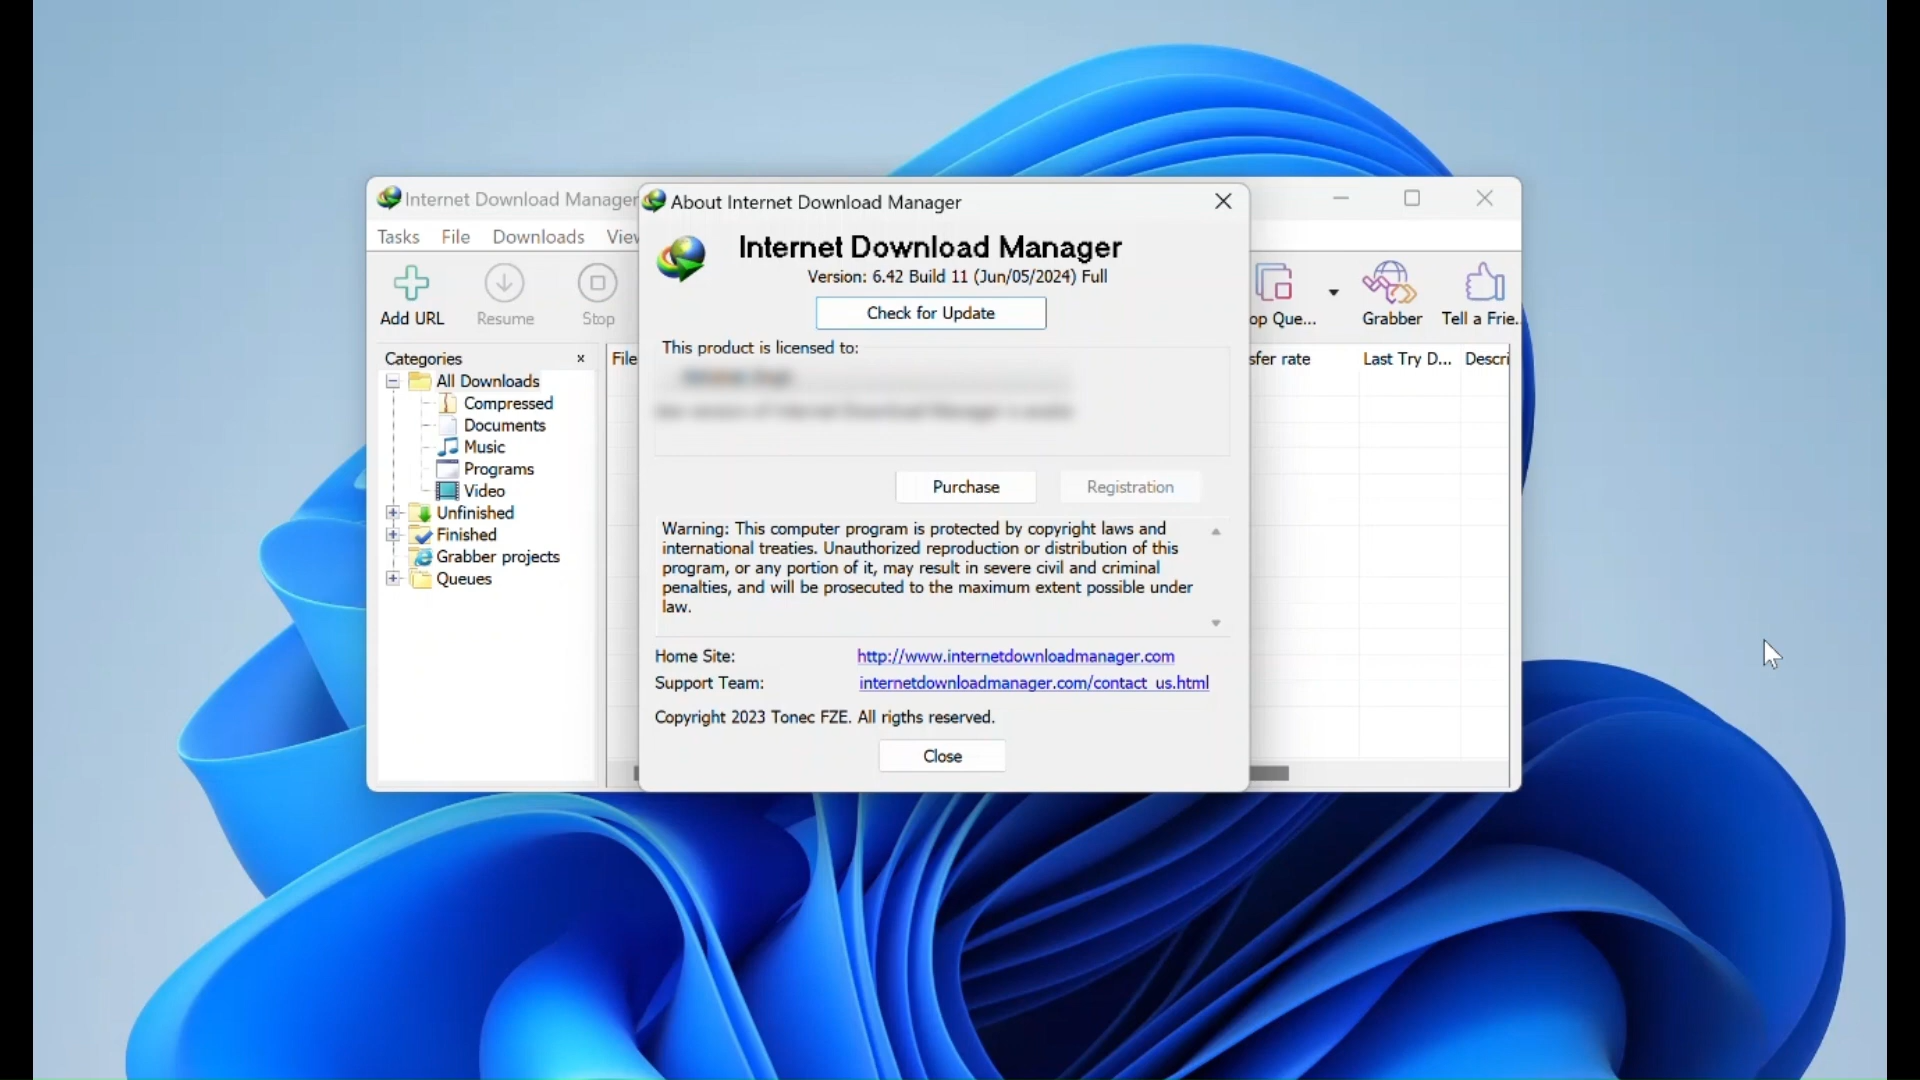 Internet Download Manager
Tasks File Downloads
Add URL
Resume
Stop
Categories
All Downloads
Compressed
Documents
Music
Programs
Video
Unfinished
Finished
Grabber projects
Queues
File
About Internet Download Manager
Internet Download Manager
Version: 6.42 Build 11 (Jun/05/2024) Full
Check for Update
This product is licensed to:
Purchase
Registration
Warning: This computer program is protected by copyright laws and
international treaties. Unauthorized reproduction or distribution of this
program, or any portion of it, may result in severe civil and criminal
penalties, and will be prosecuted to the maximum extent possible under
law.
Home Site: http://www.internetdownloadmanager.com
Support Team: internetdownloadmanager.com/contact_us.html
Copyright 2023 Tonec FZE. All rigths reserved.
Close
op Que...
Grabber
Tell a Frie...
sfer rate
Last Try D...
Descri